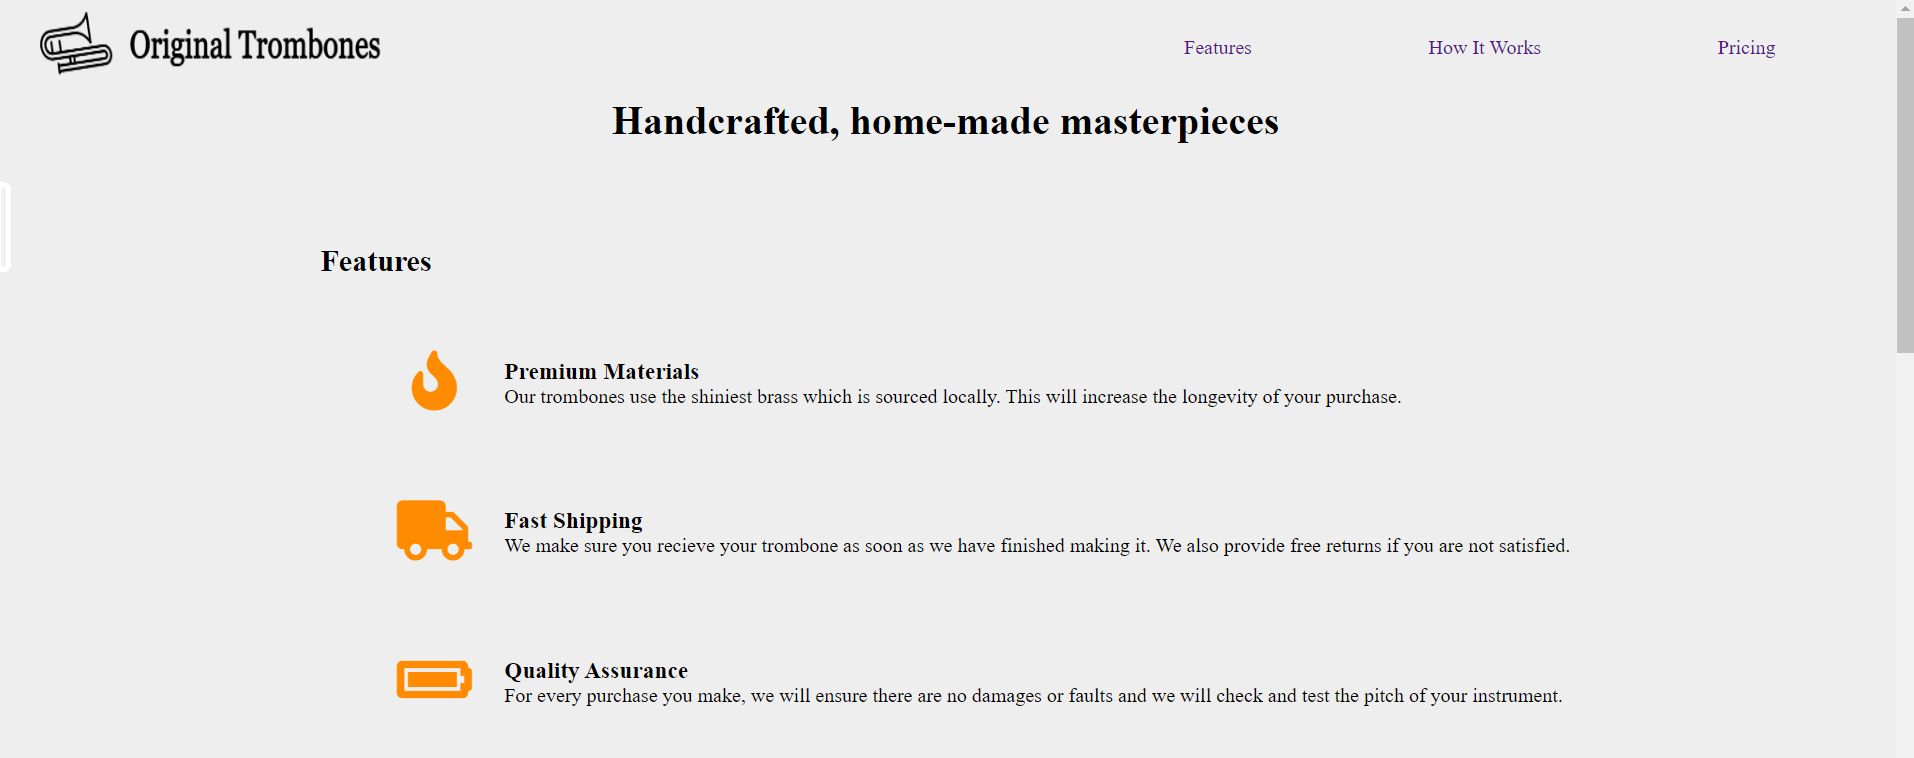 Original Trombones
Features
How It Works
Pricing
Handcrafted, home-made masterpieces
Features
Premium Materials
Our trombones use the shiniest brass which is sourced locally. This will increase the longevity of your purchase.
Fast Shipping
We make sure you recieve your trombone as soon as we have finished making it. We also provide free returns if you are not satisfied.
Quality Assurance
For every purchase you make, we will ensure there are no damages or faults and we will check and test the pitch of your instrument.